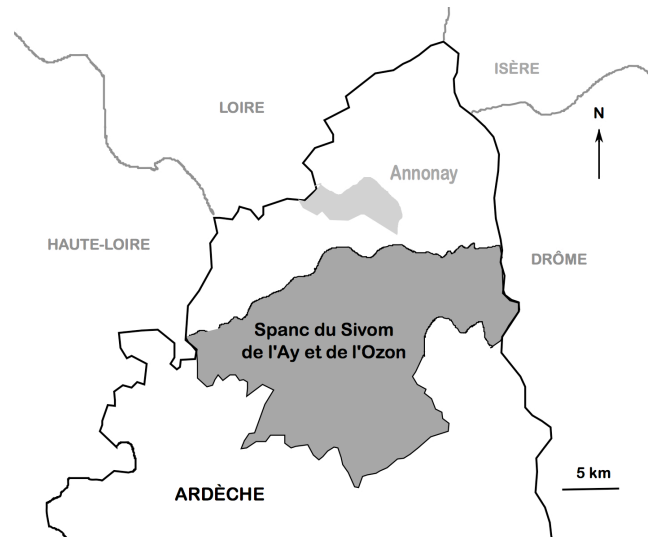 ISÈRE
LOIRE
N
Annonay
HAUTE-LOIRE
DRÔME
Spanc du Sivom
de l'Ay et de l'Ozon
5 km
ARDÈCHE